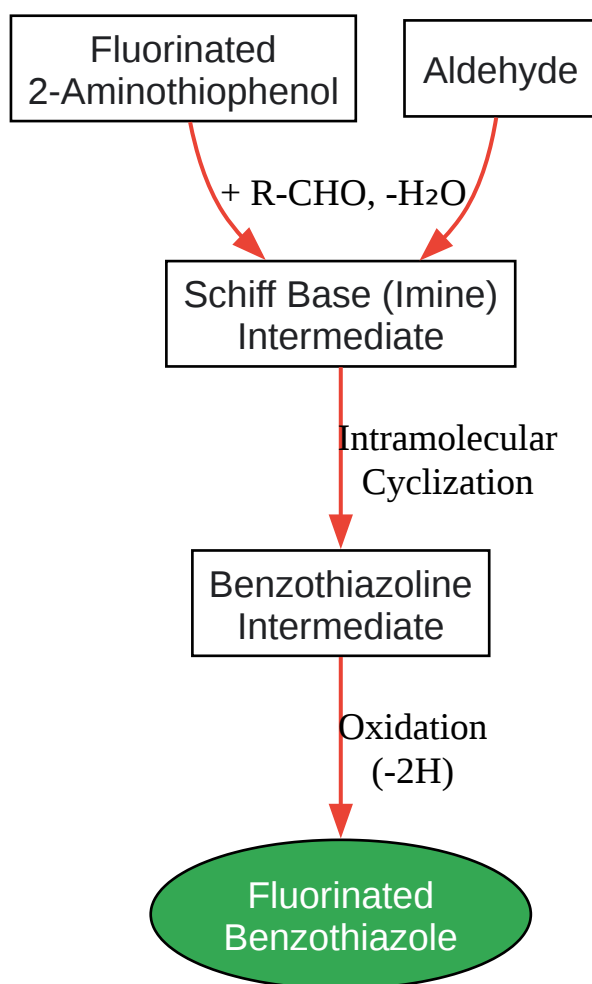 Fluorinated
2-Aminothiophenol
Aldehyde
+ R-CHO, -H₂O
Schiff Base (Imine)
Intermediate
Intramolecular
Cyclization
Benzothiazoline
Intermediate
Oxidation
(-2H)
Fluorinated
Benzothiazole